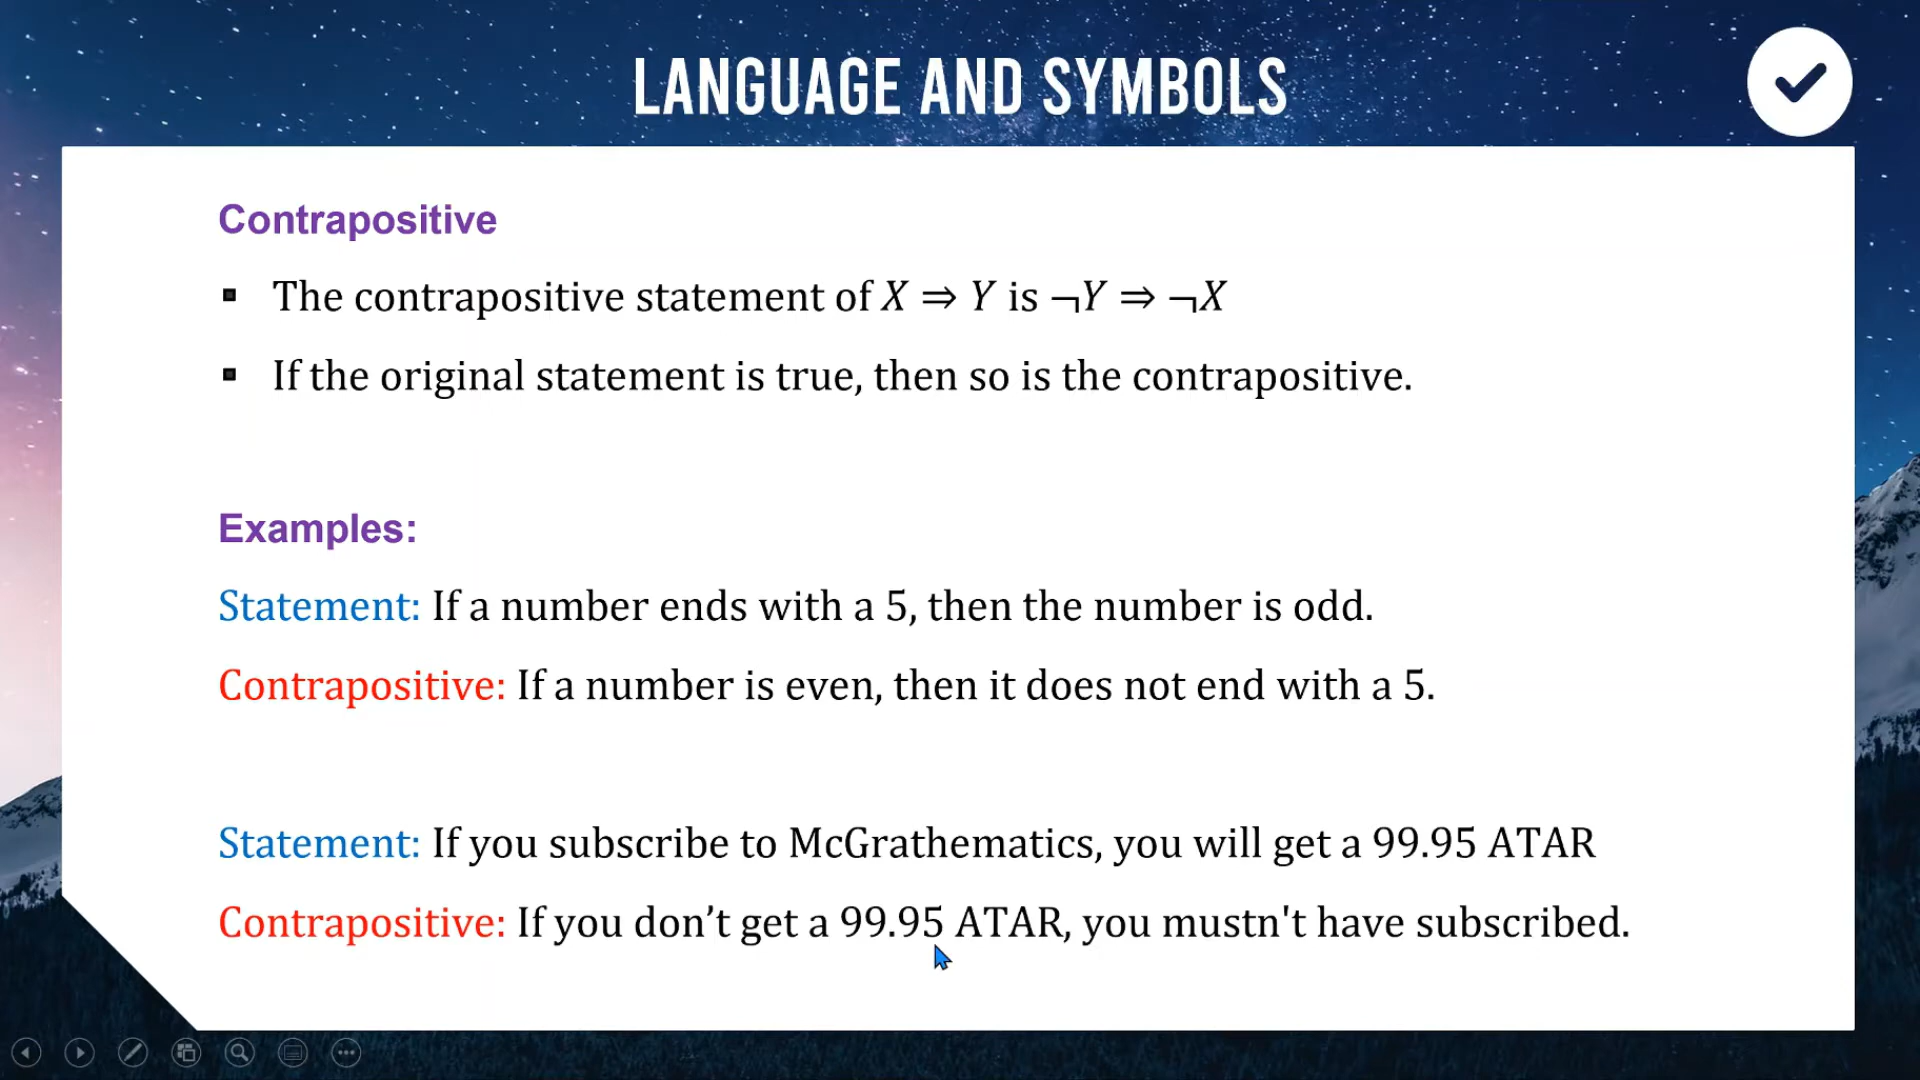 LANGUAGE AND SYMBOLS
Contrapositive
▪ The contrapositive statement of X ⇒ Y is ¬Y ⇒ ¬X
▪ If the original statement is true, then so is the contrapositive.
Examples:
Statement: If a number ends with a 5, then the number is odd.
Contrapositive: If a number is even, then it does not end with a 5.
Statement: If you subscribe to McGrathematics, you will get a 99.95 ATAR
Contrapositive: If you don’t get a 99.95 ATAR, you mustn't have subscribed.